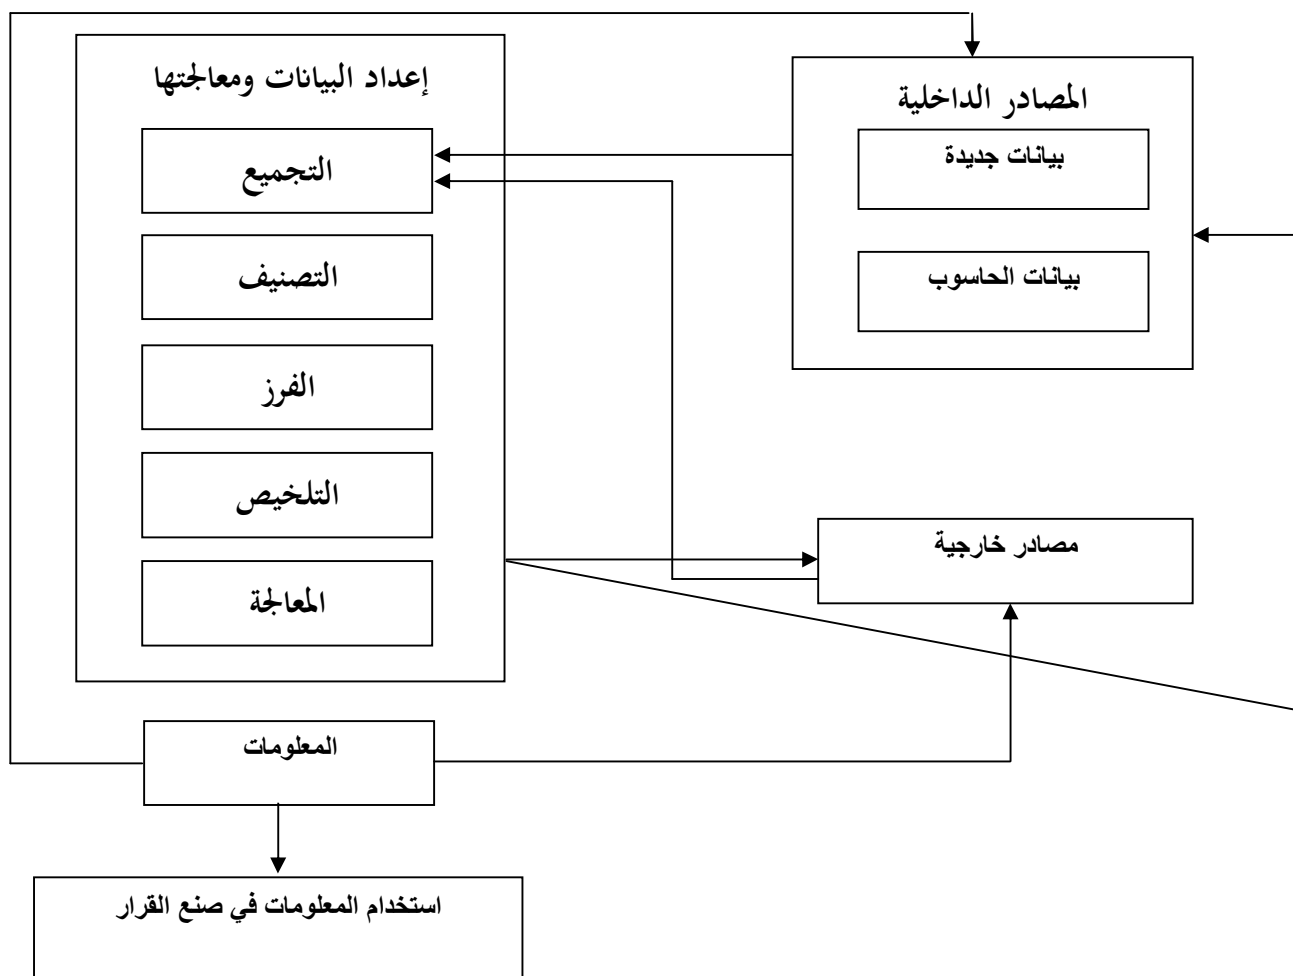 إعداد البيانات ومعالجتها
المصادر الداخلية
بيانات جديدة
بيانات الحاسوب
التجميع
التصنيف
الفرز
التلخيص
المعالجة
مصادر خارجية
المعلومات
استخدام المعلومات في صنع القرار